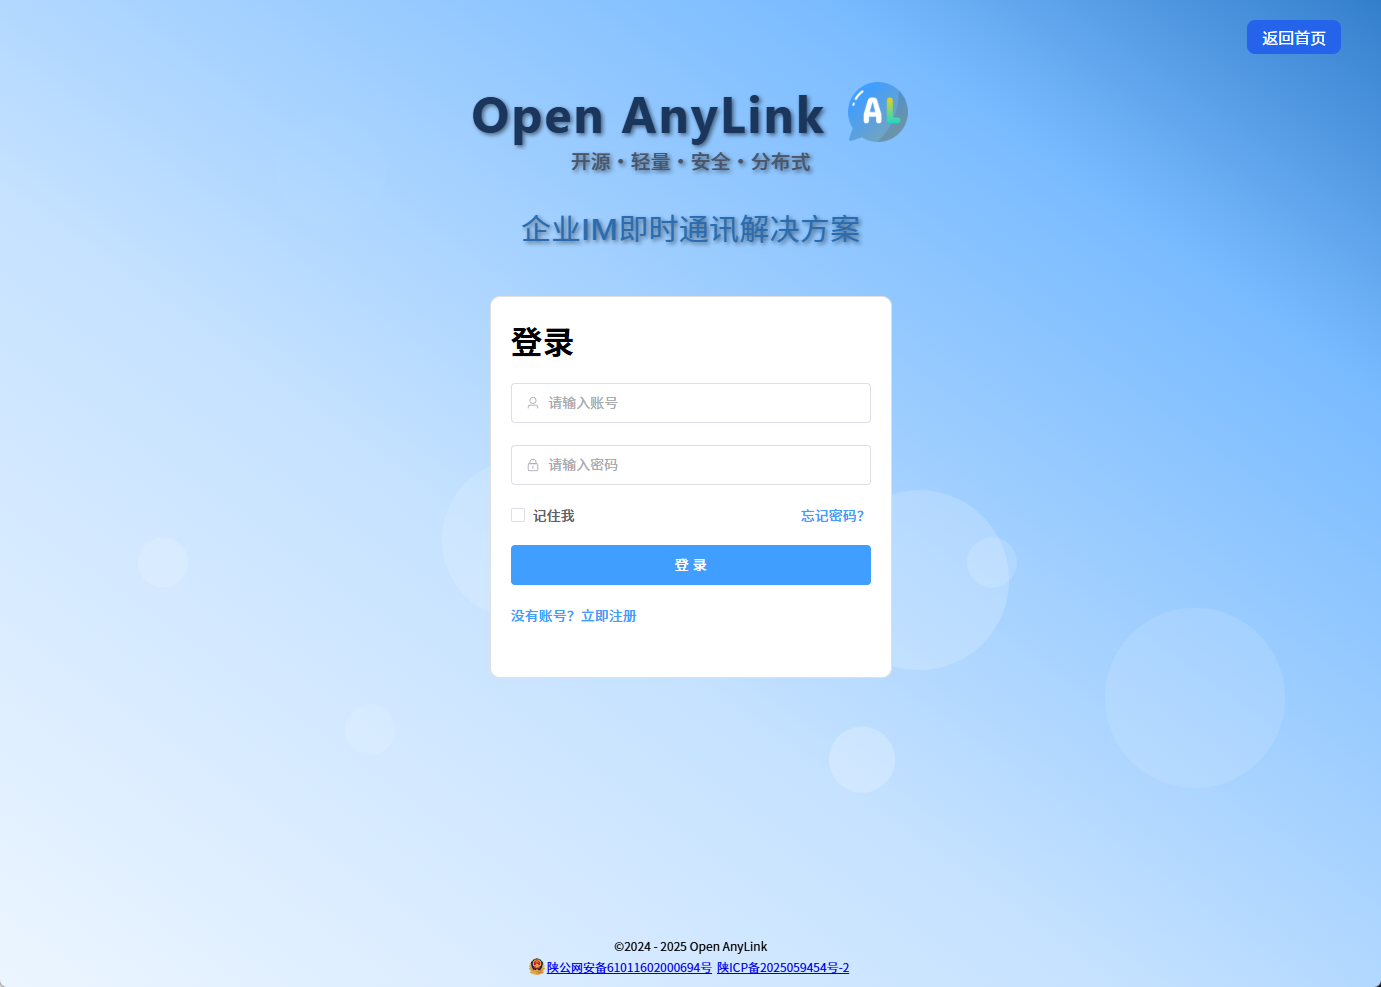 返回首页
Open AnyLink AL
开源・轻量・安全・分布式
企业IM即时通讯解决方案
登录
请输入账号
请输入密码
记住我 忘记密码？
登 录
没有账号？立即注册
©2024 - 2025 Open AnyLink
陕公网安备61011602000694号 陕ICP备2025059454号-2